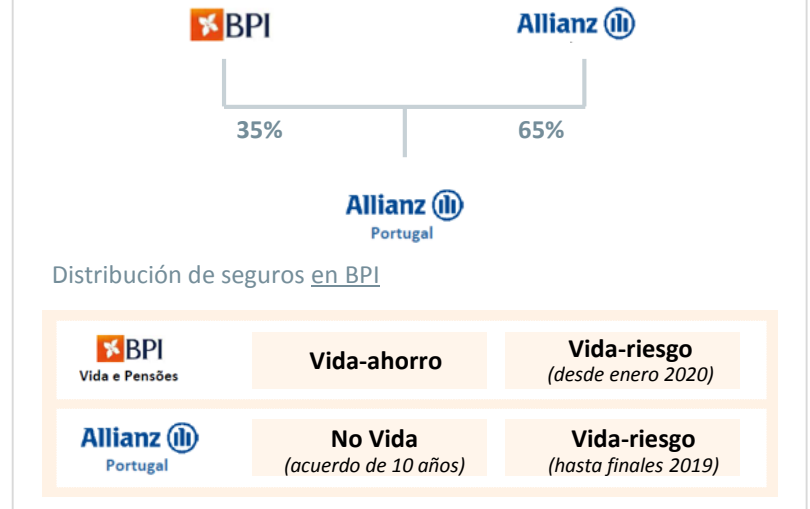 BPI
Allianz
35%
65%
Allianz
Portugal
Distribución de seguros en BPI
BPI
Vida e Pensões
Vida-ahorro
Vida-riesgo
(desde enero 2020)
Allianz
Portugal
No Vida
(acuerdo de 10 años)
Vida-riesgo
(hasta finales 2019)